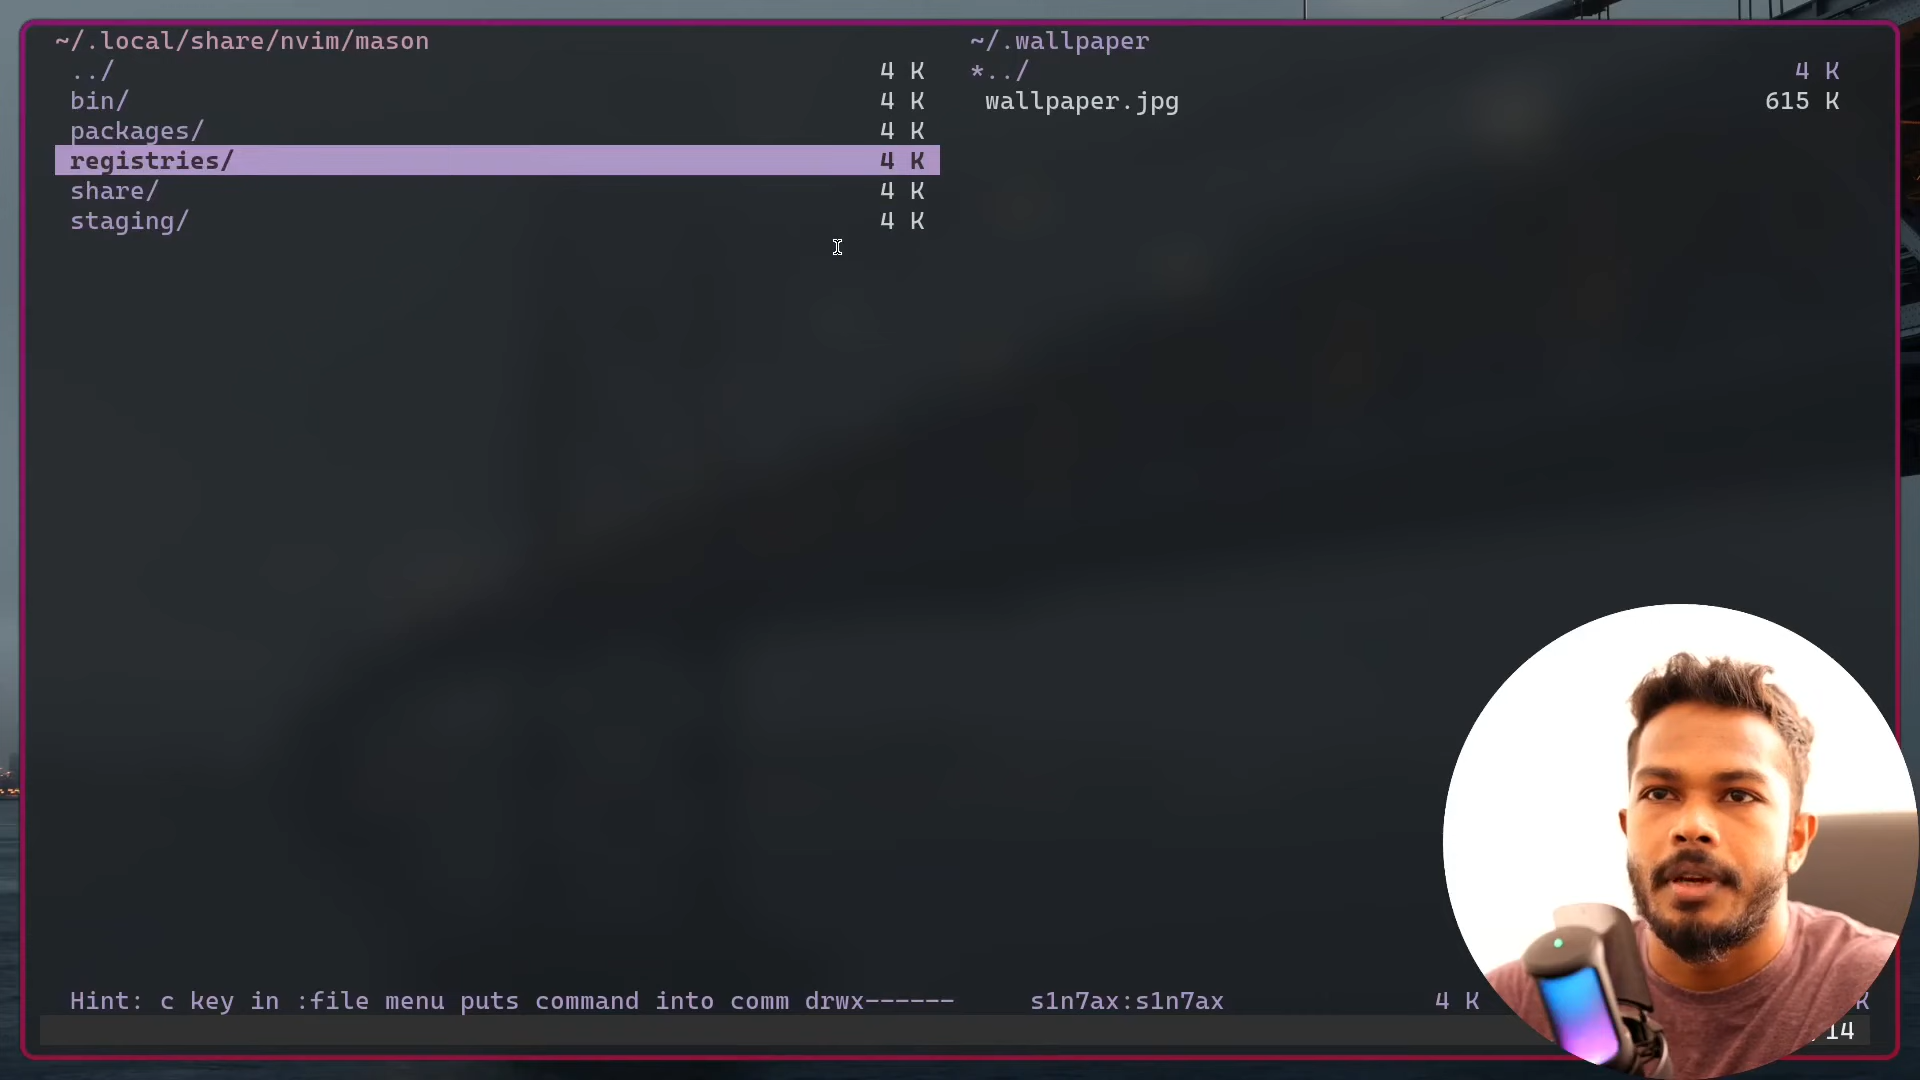 ~/.local/share/nvim/mason
../ 4 K
bin/ 4 K
packages/ 4 K
registries/ 4 K
share/ 4 K
staging/ 4 K
~/.wallpaper
*../ 4 K
wallpaper.jpg 615 K
Hint: c key in :file menu puts command into comm drwx------ s1n7ax:s1n7ax 4 K K
14